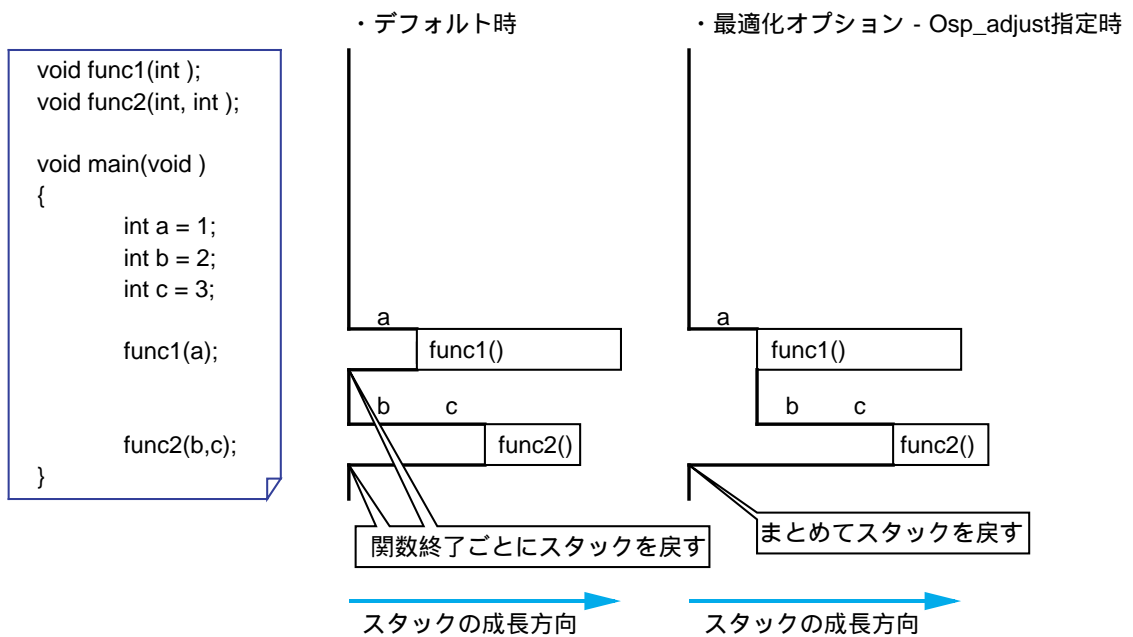 ・デフォルト時
・最適化オプション - Osp_adjust指定時
void func1(int );
void func2(int, int );
void main(void )
{
int a = 1;
int b = 2;
int c = 3;
func1(a);
func2(b,c);
}
a
func1()
b c
func2()
関数終了ごとにスタックを戻す
スタックの成長方向
a
func1()
b c
func2()
まとめてスタックを戻す
スタックの成長方向